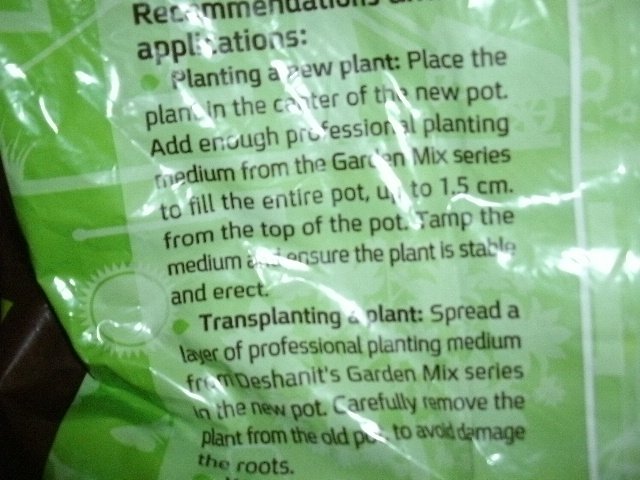 Recommendations
applications:
Planting a new plant: Place the
plant in the center of the new pot.
Add enough professional planting
medium from the Garden Mix series
to fill the entire pot, up to 1.5 cm.
from the top of the pot. Tamp the
medium and ensure the plant is stable
and erect.
Transplanting a plant: Spread a
layer of professional planting medium
from Deshanit's Garden Mix series
in the new pot. Carefully remove the
plant from the old pot, to avoid damage
the roots.